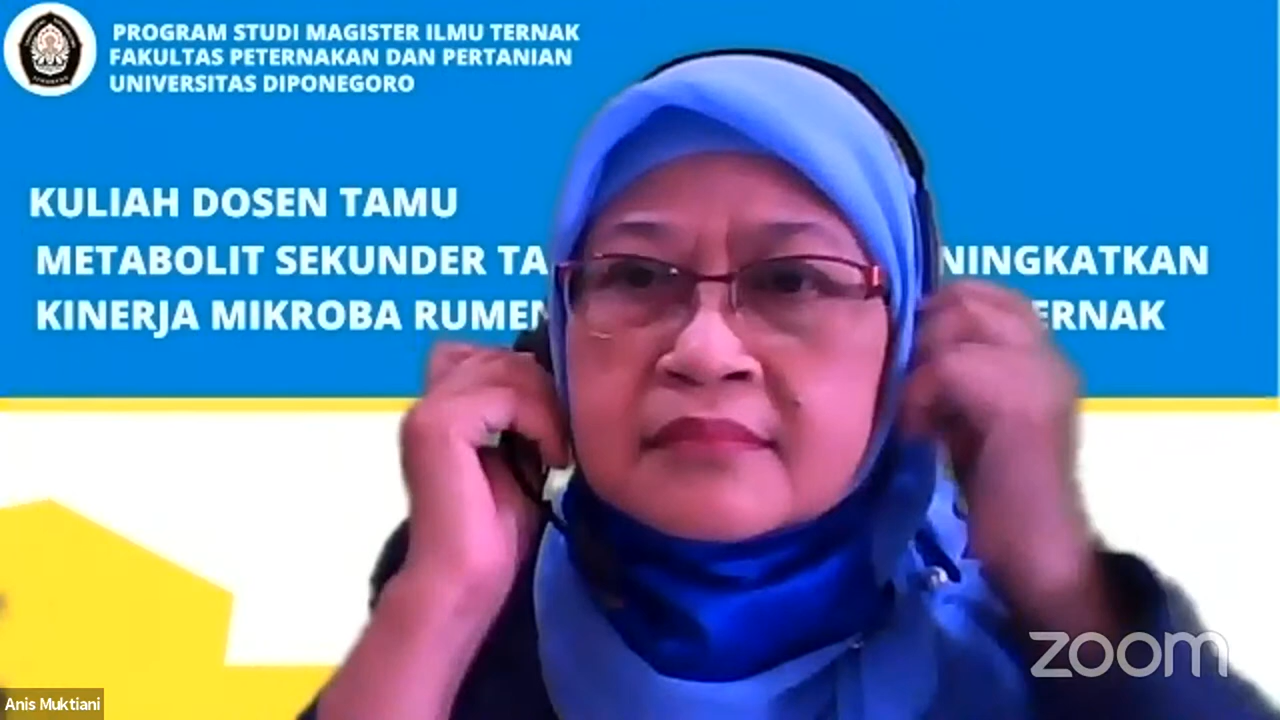 PROGRAM STUDI MAGISTER ILMU TERNAK
FAKULTAS PETERNAKAN DAN PERTANIAN
UNIVERSITAS DIPONEGORO
KULIAH DOSEN TAMU
METABOLIT SEKUNDER TA NINGKATKAN
KINERJA MIKROBA RUMEN ERNAK
zoom
Anis Muktiani